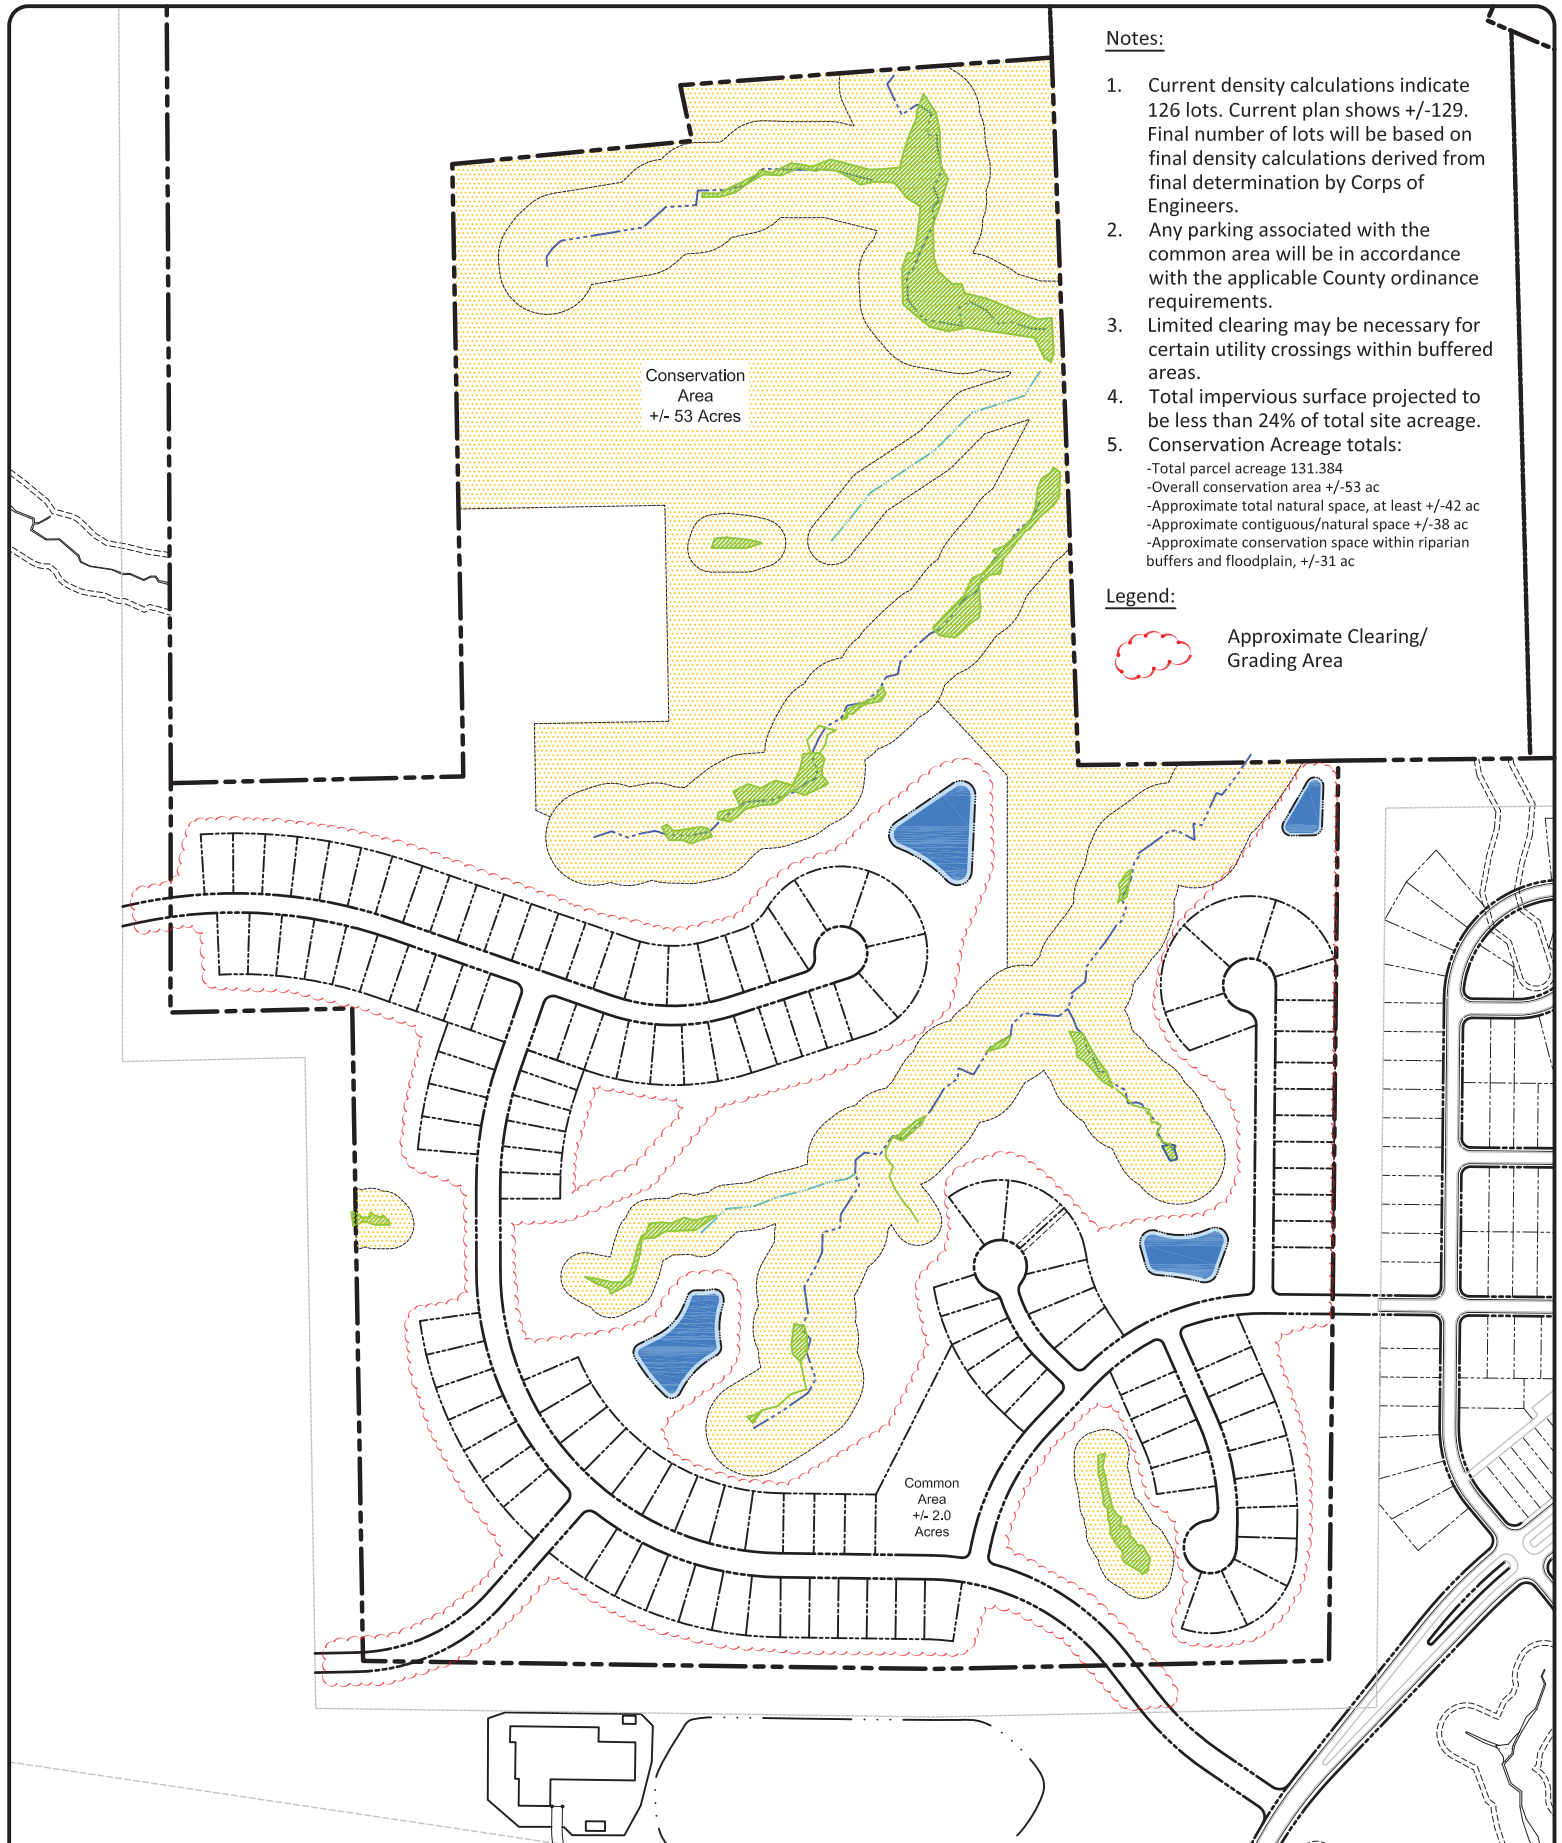 Notes:
1. Current density calculations indicate
126 lots. Current plan shows +/-129.
Final number of lots will be based on
final density calculations derived from
final determination by Corps of
Engineers.
2. Any parking associated with the
common area will be in accordance
with the applicable County ordinance
requirements.
3. Limited clearing may be necessary for
certain utility crossings within buffered
areas.
4. Total impervious surface projected to
be less than 24% of total site acreage.
5. Conservation Acreage totals:
-Total parcel acreage 131.384
-Overall conservation area +/-53 ac
-Approximate total natural space, at least +/-42 ac
-Approximate contiguous/natural space +/-38 ac
-Approximate conservation space within riparian
buffers and floodplain, +/-31 ac
Legend:
Approximate Clearing/
Grading Area
Conservation
Area
+/- 53 Acres
Common
Area
+/- 2.0
Acres